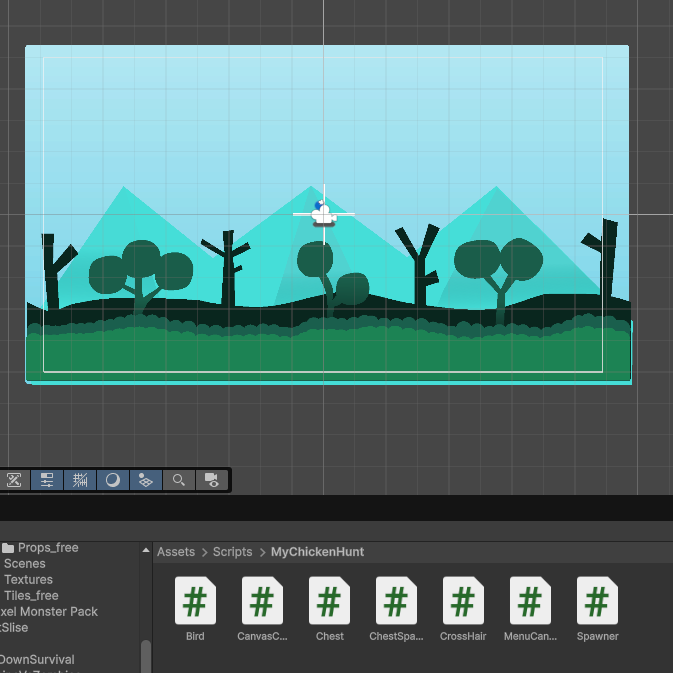 Props_free
Scenes
Textures
Tiles_free
xel Monster Pack
Slise
DownSurvival
Assets > Scripts > MyChickenHunt
Bird
CanvasC...
Chest
ChestSpa...
CrossHair
MenuCan...
Spawner